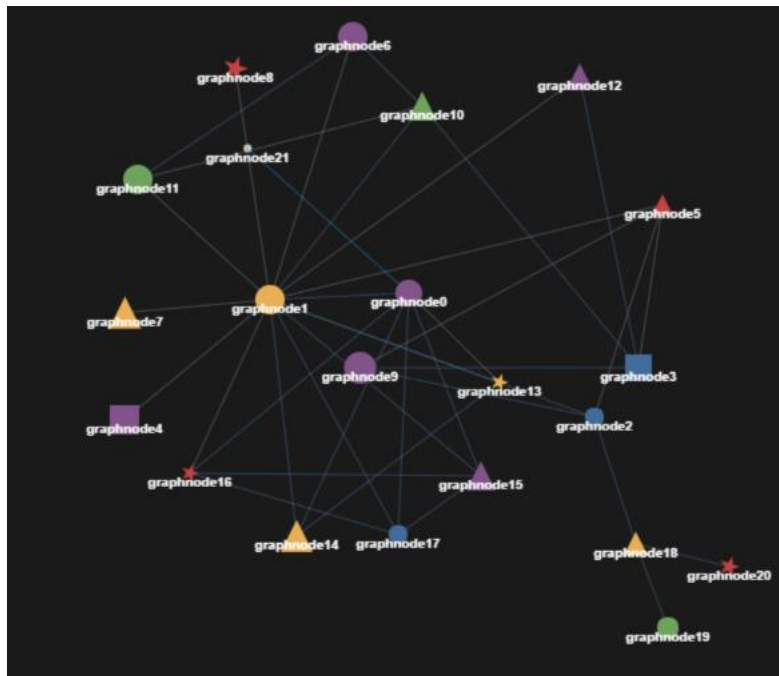 graphnode6
graphnode8
graphnode12
graphnode10
graphnode21
graphnode11
graphnode5
graphnode0
graphnode1
graphnode7
graphnode9
graphnode3
graphnode13
graphnode2
graphnode4
graphnode16
graphnode15
graphnode14
graphnode17
graphnode18
graphnode20
graphnode19